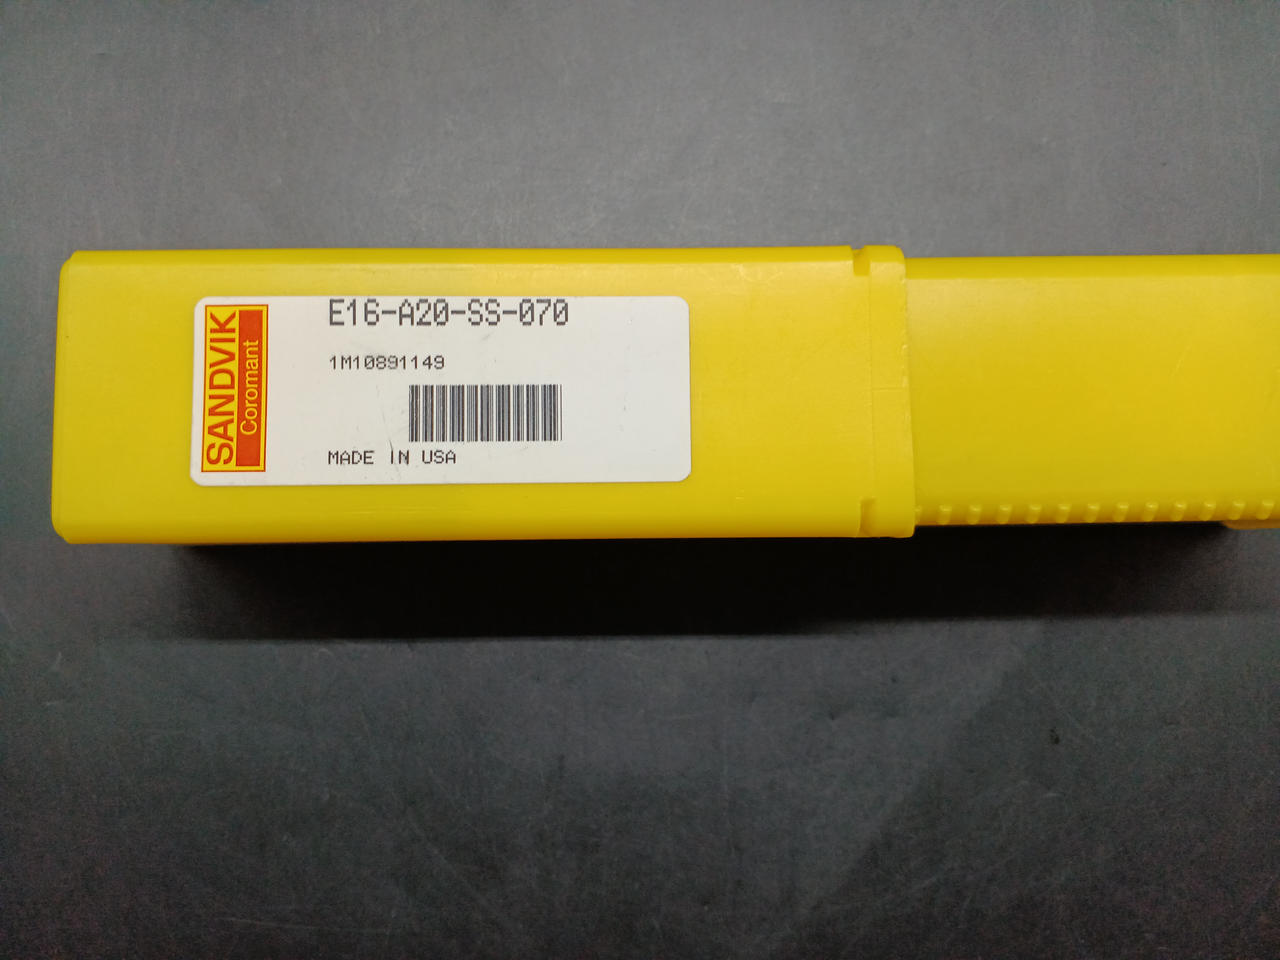 SANDVIK
Coromant
E16-A20-SS-070
1M10891149
MADE IN USA